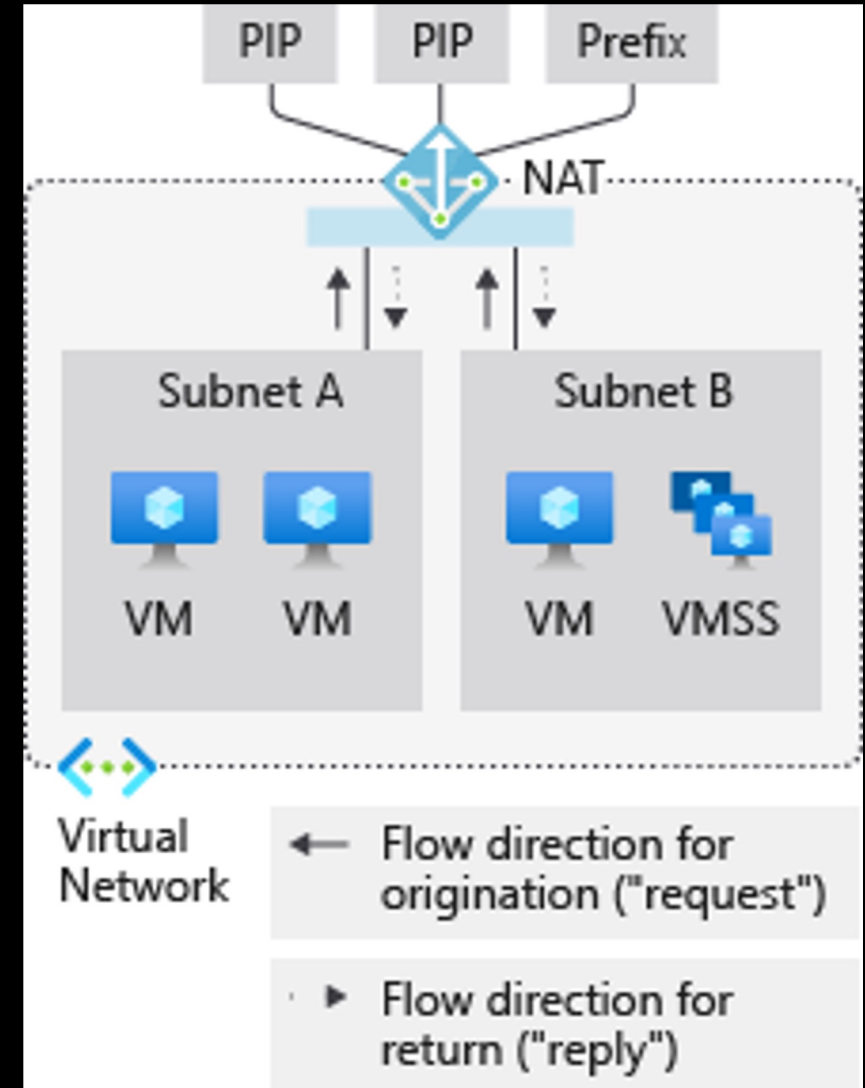 PIP
PIP
Prefix
NAT
Subnet A
Subnet B
VM
VM
VM
VMSS
Virtual
Network
Flow direction for
origination ("request")
Flow direction for
return ("reply")